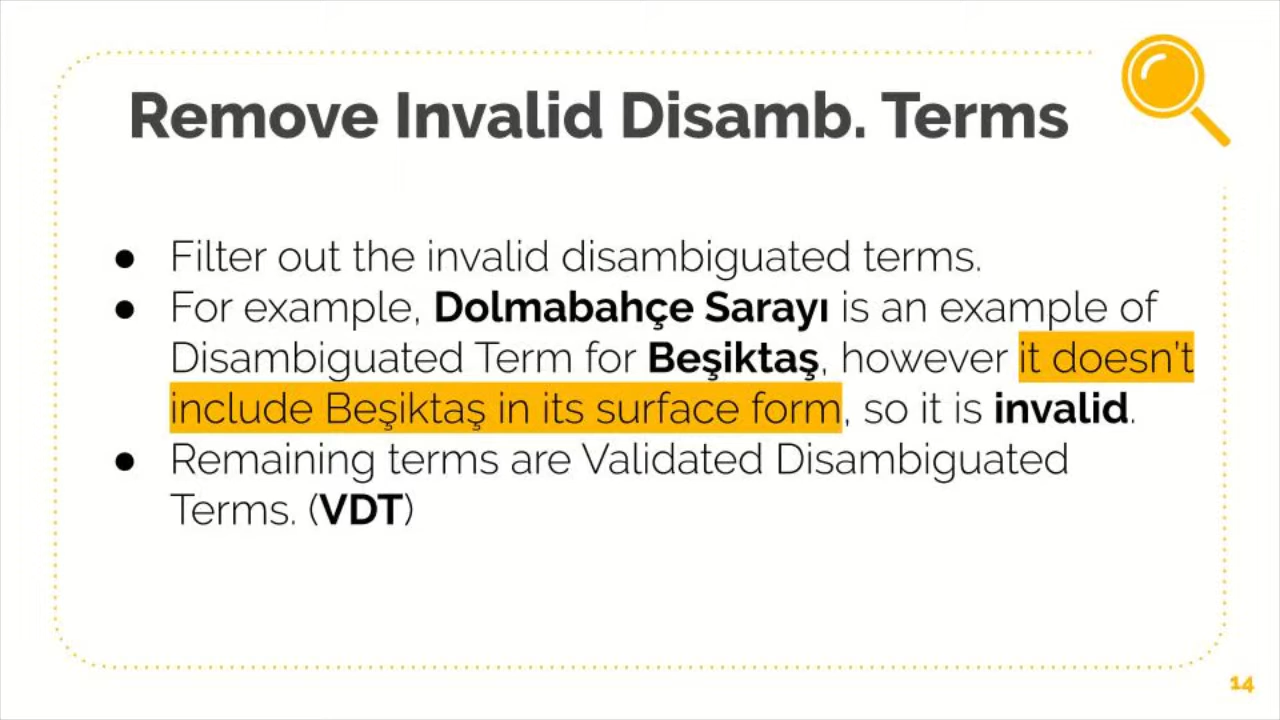 Remove Invalid Disamb. Terms
● Filter out the invalid disambiguated terms.
● For example, Dolmabahçe Sarayı is an example of
Disambiguated Term for Beşiktaş, however it doesn't
include Beşiktaş in its surface form, so it is invalid.
● Remaining terms are Validated Disambiguated
Terms. (VDT)
14